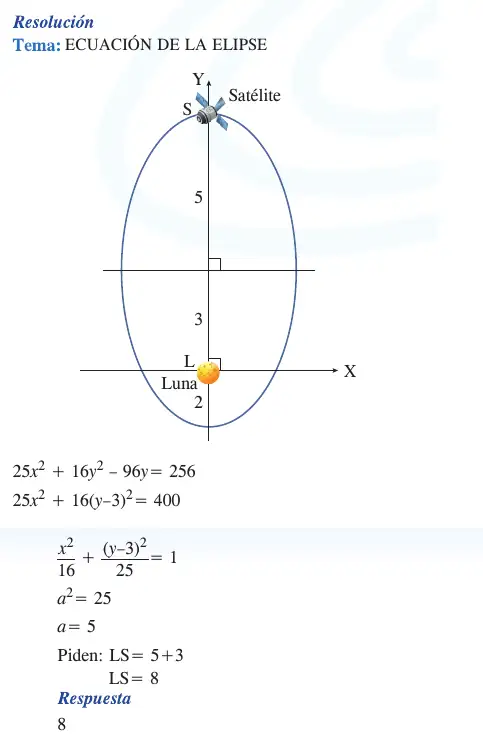 Resolución
Tema: ECUACIÓN DE LA ELIPSE
Y
S
Satélite
5
3
L
X
Luna
2
25x² + 16y² – 96y= 256
25x² + 16(y–3)²= 400
x²/16 + (y–3)²/25 = 1
a²= 25
a= 5
Piden: LS= 5+3
LS= 8
Respuesta
8